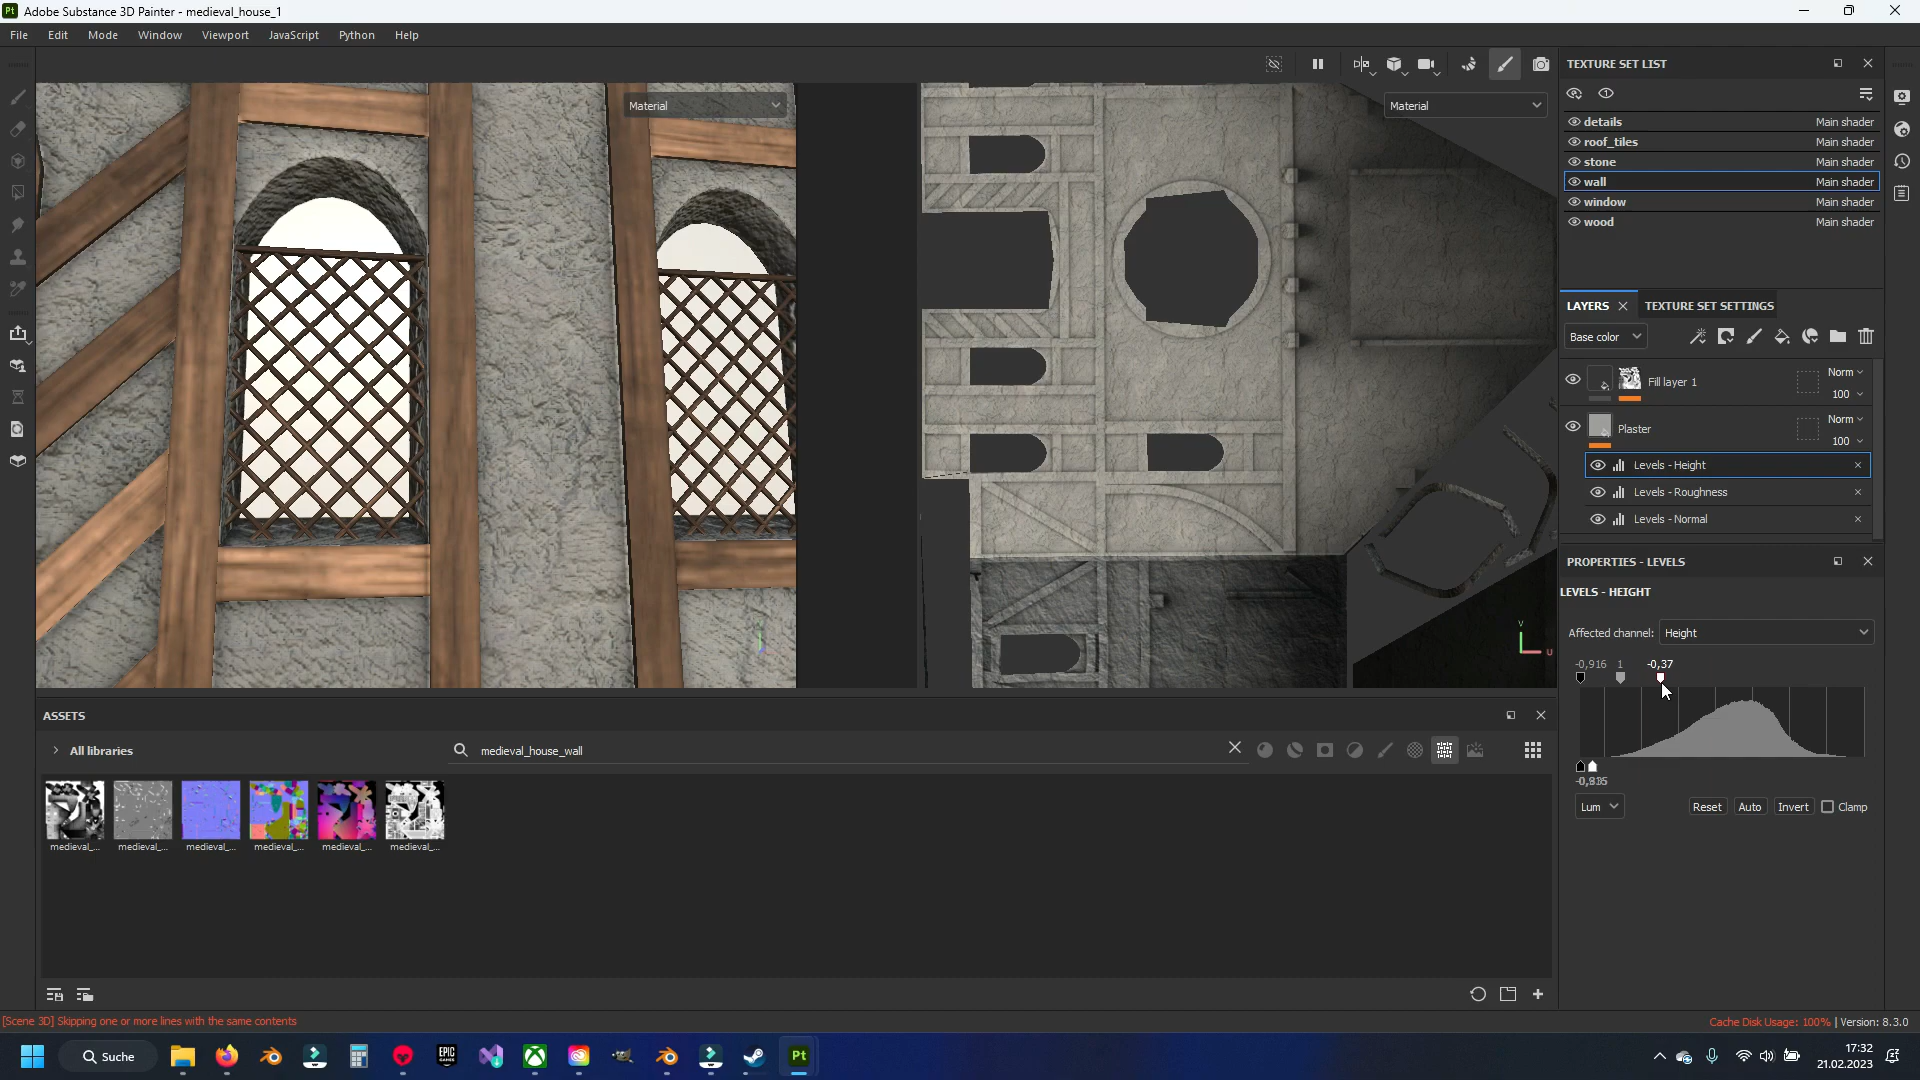 Pt Adobe Substance 3D Painter - medieval_house_1
File Edit Mode Window Viewport JavaScript Python Help
Material
Material
TEXTURE SET LIST
details Main shader
roof_tiles Main shader
stone Main shader
wall Main shader
window Main shader
wood Main shader
LAYERS TEXTURE SET SETTINGS
Base color
Fill layer 1 Norm 100
Plaster Norm 100
Levels - Height
Levels - Roughness
Levels - Normal
PROPERTIES - LEVELS
LEVELS - HEIGHT
Affected channel: Height
-0,916 1 -0,37
Lum Reset Auto Invert Clamp
V
U
ASSETS
All libraries medieval_house_wall
medieval_... medieval_... medieval_... medieval_... medieval_... medieval_...
[Scene 3D] Skipping one or more lines with the same contents
Cache Disk Usage: 100% | Version: 8.3.0
Suche
EPIC GAMES
Pt
17:32
21.02.2023